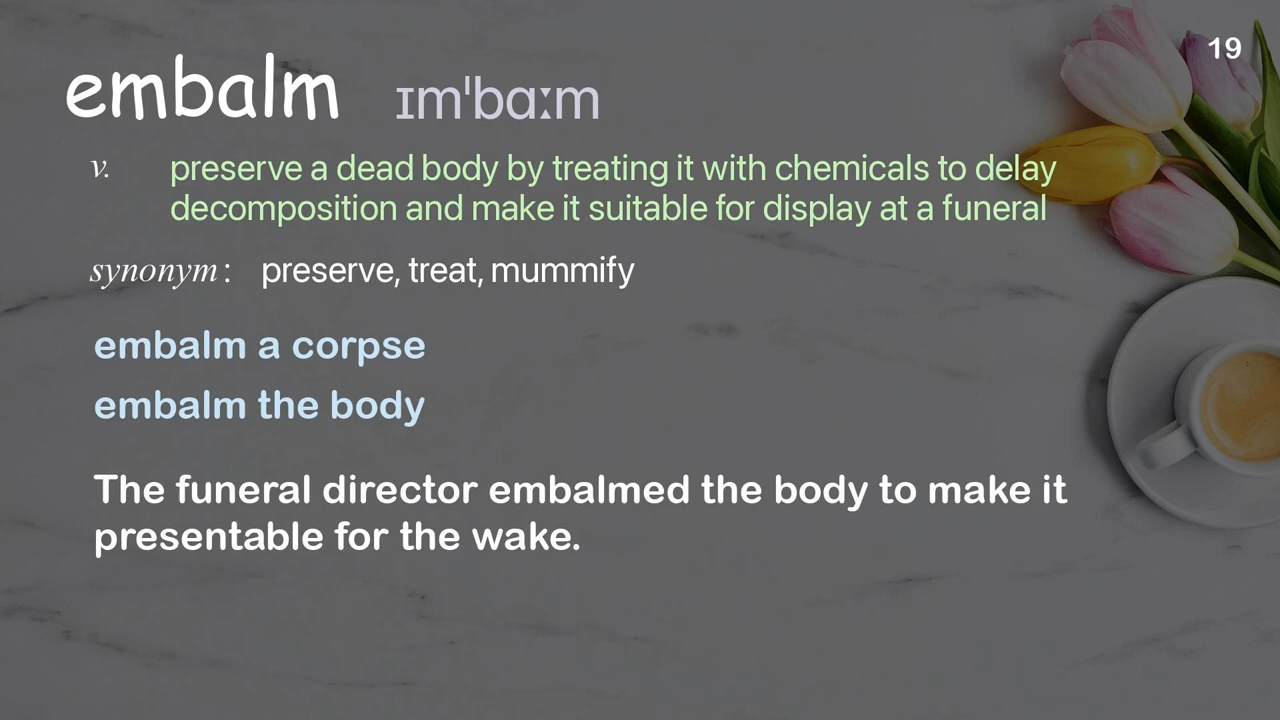 19
embalm ɪmˈbɑːm
v. preserve a dead body by treating it with chemicals to delay
decomposition and make it suitable for display at a funeral
synonym: preserve, treat, mummify
embalm a corpse
embalm the body
The funeral director embalmed the body to make it
presentable for the wake.